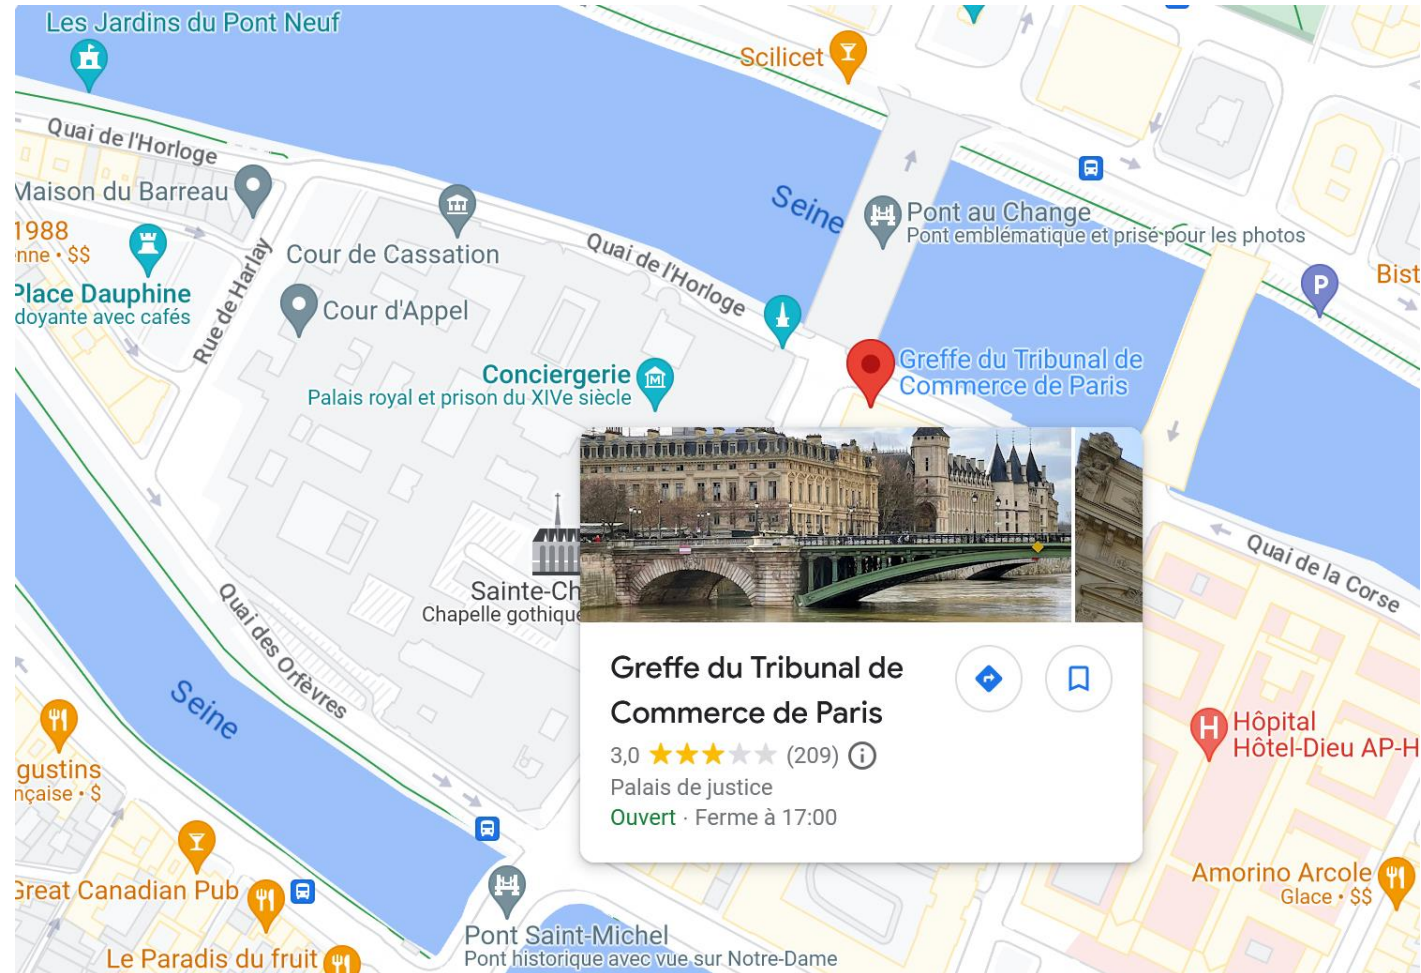 Les Jardins du Pont Neuf
Scilicet
Quai de l'Horloge
Maison du Barreau
1988
nne • $$
Cour de Cassation
Seine
Pont au Change
Pont emblématique et prisé pour les photos
Quai de l'Horloge
P
Bist
Place Dauphine
doyante avec cafés
Rue de Harlay
Cour d'Appel
Conciergerie
Palais royal et prison du XIVe siècle
M
Greffe du Tribunal de
Commerce de Paris
Quai de la Corse
Sainte-Ch
Chapelle gothique
Quai des Orfèvres
Seine
Greffe du Tribunal de
Commerce de Paris
3,0 (209)
Palais de justice
Ouvert · Ferme à 17:00
H
Hôpital
Hôtel-Dieu AP-H
gustins
nçaise • $
Great Canadian Pub
Le Paradis du fruit
Pont Saint-Michel
Pont historique avec vue sur Notre-Dame
Amorino Arcole
Glace • $$